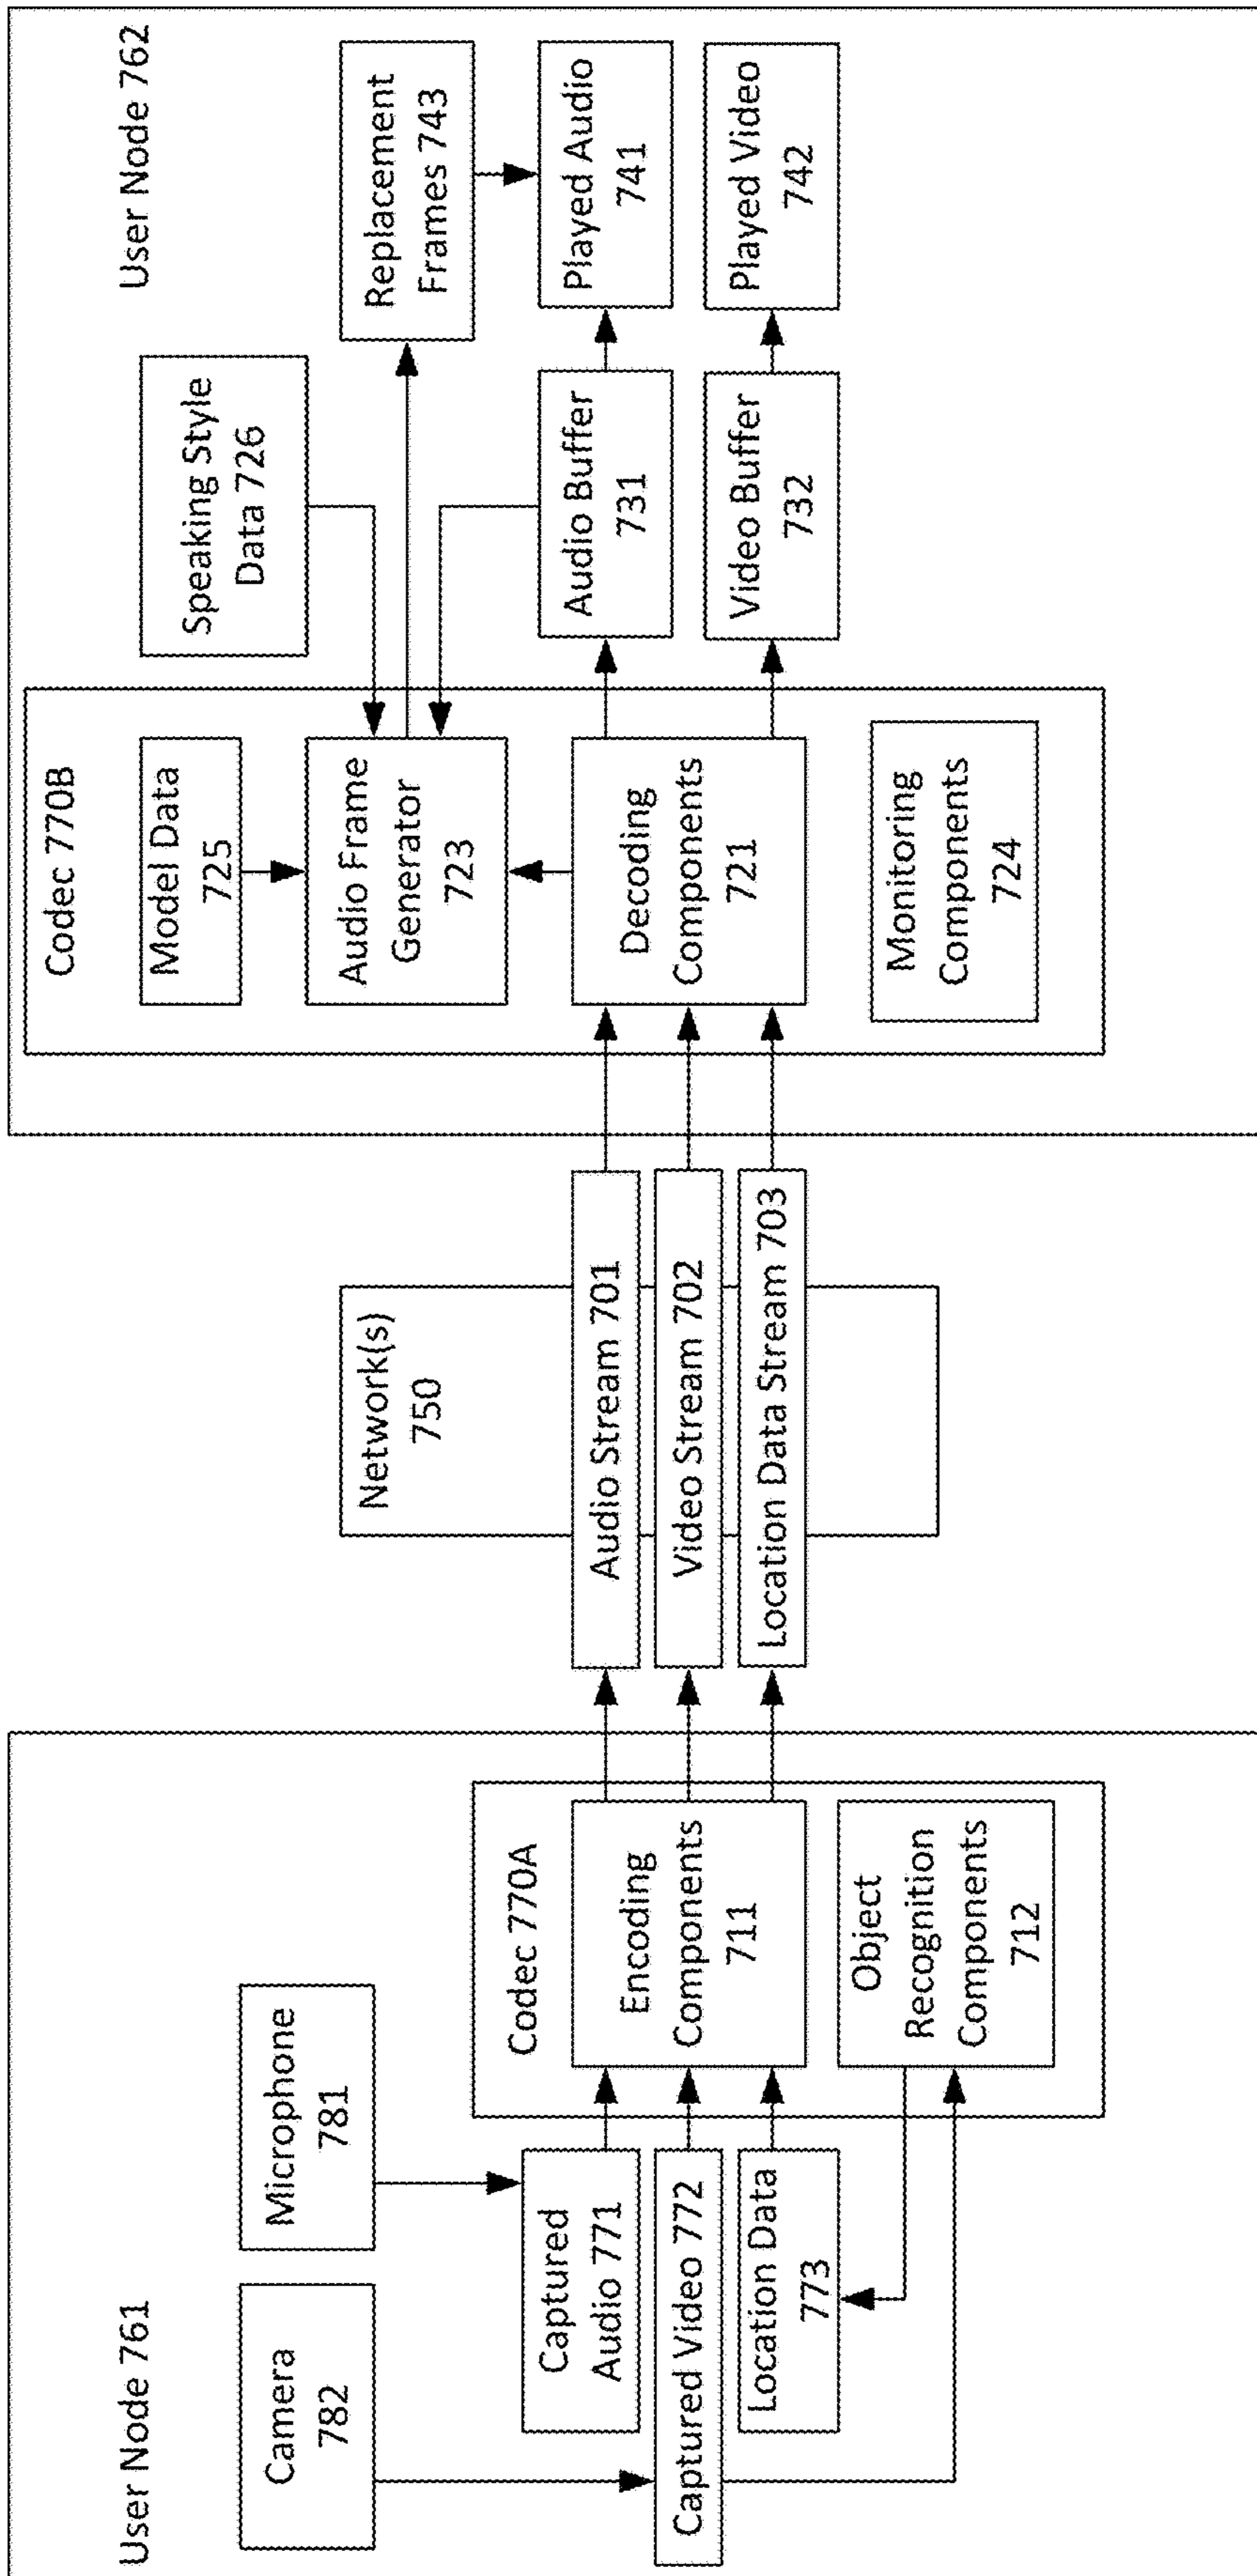 User Node 761
Camera
782
Microphone
781
Captured
Audio 771
Captured Video 772
Location Data
773
Codec 770A
Encoding
Components
711
Object
Recognition
Components
712
Network(s)
750
Audio Stream 701
Video Stream 702
Location Data Stream 703
User Node 762
Codec 770B
Model Data
725
Audio Frame
Generator
723
Decoding
Components
721
Monitoring
Components
724
Speaking Style
Data 726
Audio Buffer
731
Video Buffer
732
Replacement
Frames 743
Played Audio
741
Played Video
742